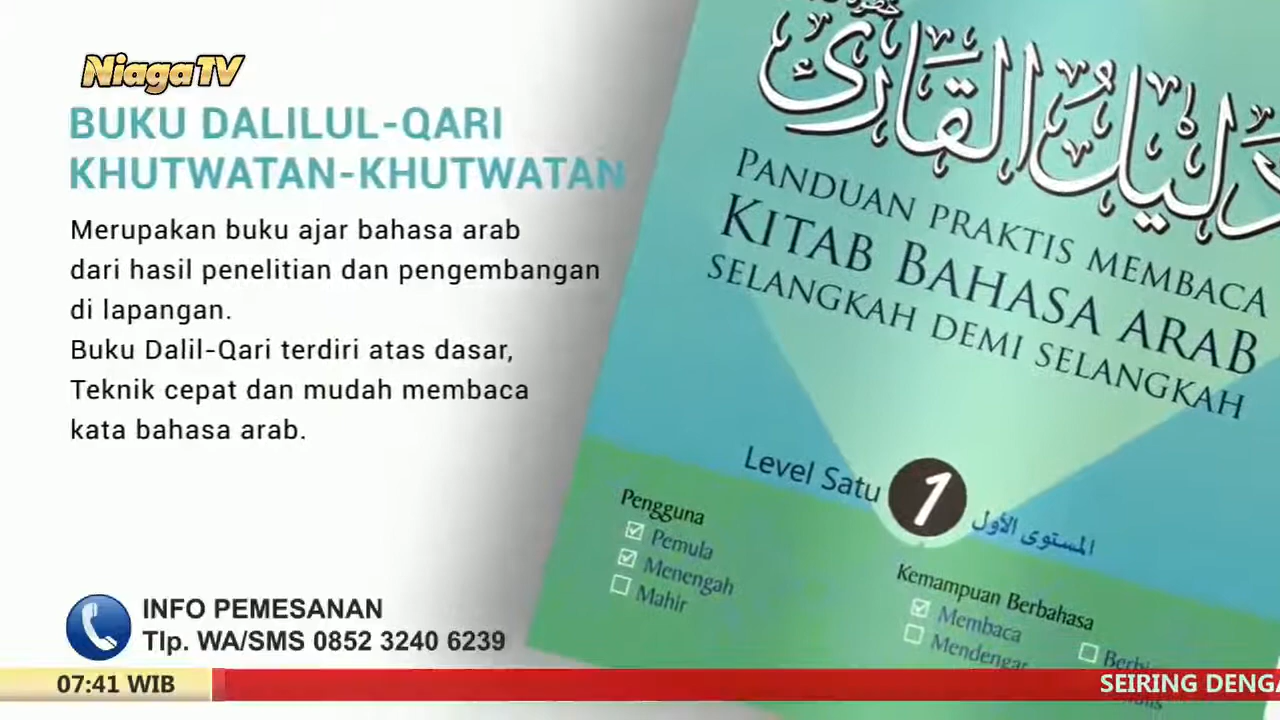 NiagaTV
BUKU DALILUL-QARI
KHUTWATAN-KHUTWATAN
Merupakan buku ajar bahasa arab
dari hasil penelitian dan pengembangan
di lapangan.
Buku Dalil-Qari terdiri atas dasar,
Teknik cepat dan mudah membaca
kata bahasa arab.
INFO PEMESANAN
Tlp. WA/SMS 0852 3240 6239
دليل القارئ
PANDUAN PRAKTIS MEMBACA
KITAB BAHASA ARAB
SELANGKAH DEMI SELANGKAH
Level Satu 1 المستوى الأول
Pengguna
Pemula
Menengah
Mahir
Kemampuan Berbahasa
Membaca
Mendengar
07:41 WIB
SEIRING